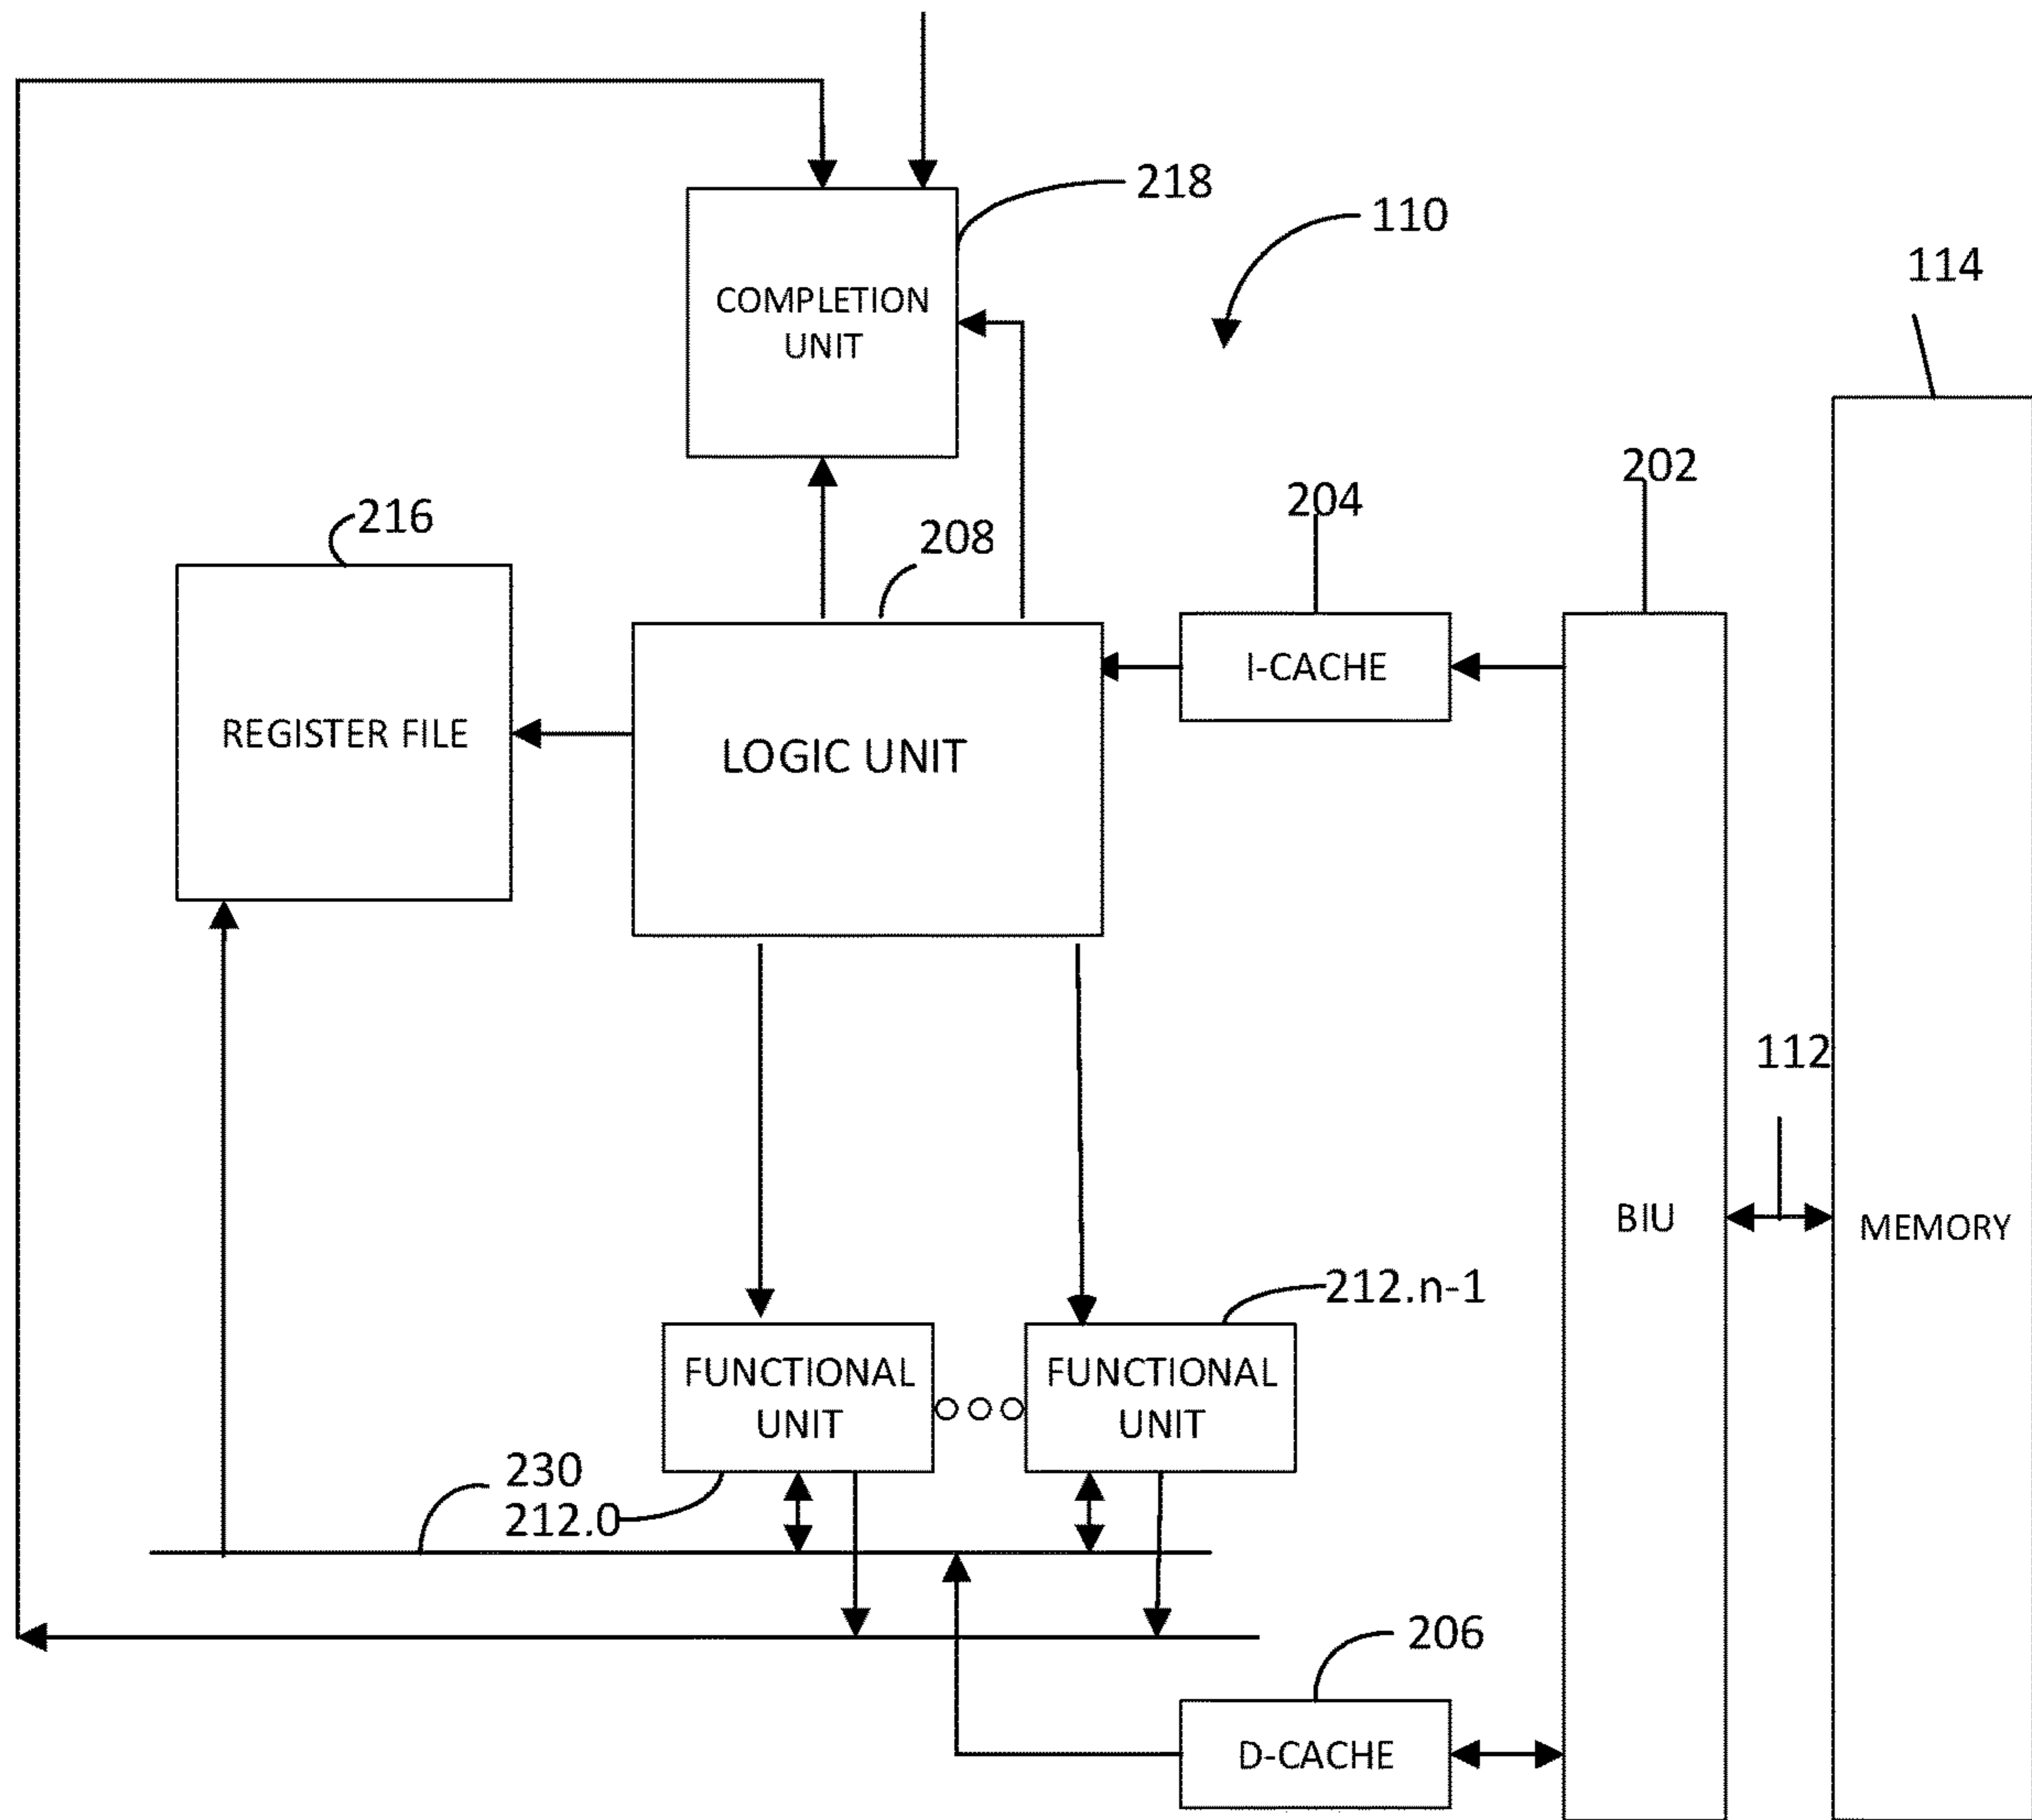 218
110
114
COMPLETION
UNIT
202
204
216
208
I-CACHE
REGISTER FILE
LOGIC UNIT
112
BIU
MEMORY
212.n-1
FUNCTIONAL
UNIT
FUNCTIONAL
UNIT
230
212.0
206
D-CACHE